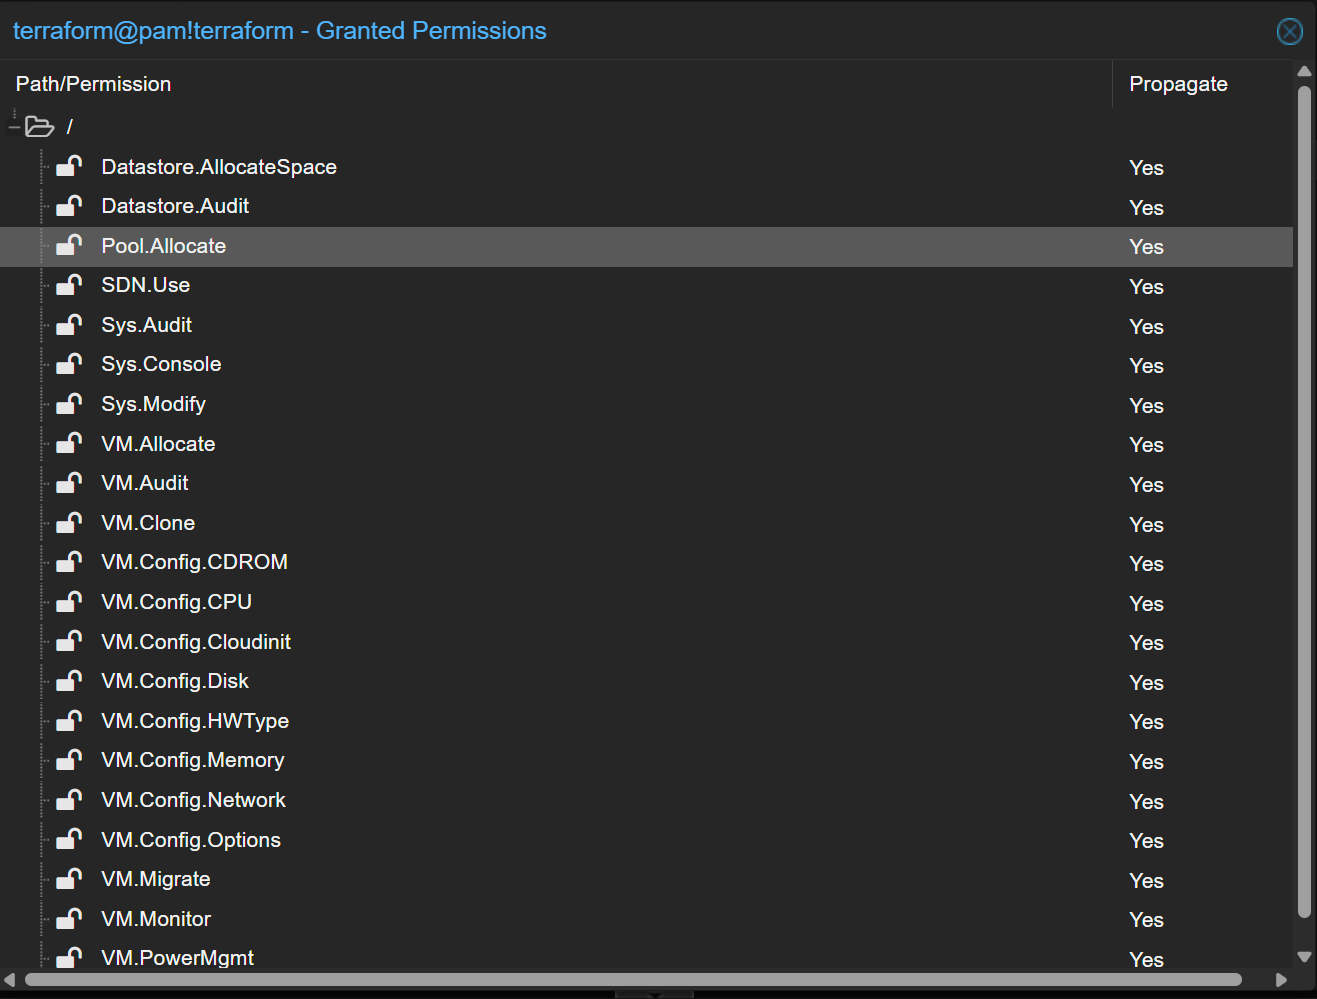 terraform@pam!terraform - Granted Permissions
Path/Permission Propagate
/
Datastore.AllocateSpace Yes
Datastore.Audit Yes
Pool.Allocate Yes
SDN.Use Yes
Sys.Audit Yes
Sys.Console Yes
Sys.Modify Yes
VM.Allocate Yes
VM.Audit Yes
VM.Clone Yes
VM.Config.CDROM Yes
VM.Config.CPU Yes
VM.Config.Cloudinit Yes
VM.Config.Disk Yes
VM.Config.HWType Yes
VM.Config.Memory Yes
VM.Config.Network Yes
VM.Config.Options Yes
VM.Migrate Yes
VM.Monitor Yes
VM.PowerMgmt Yes